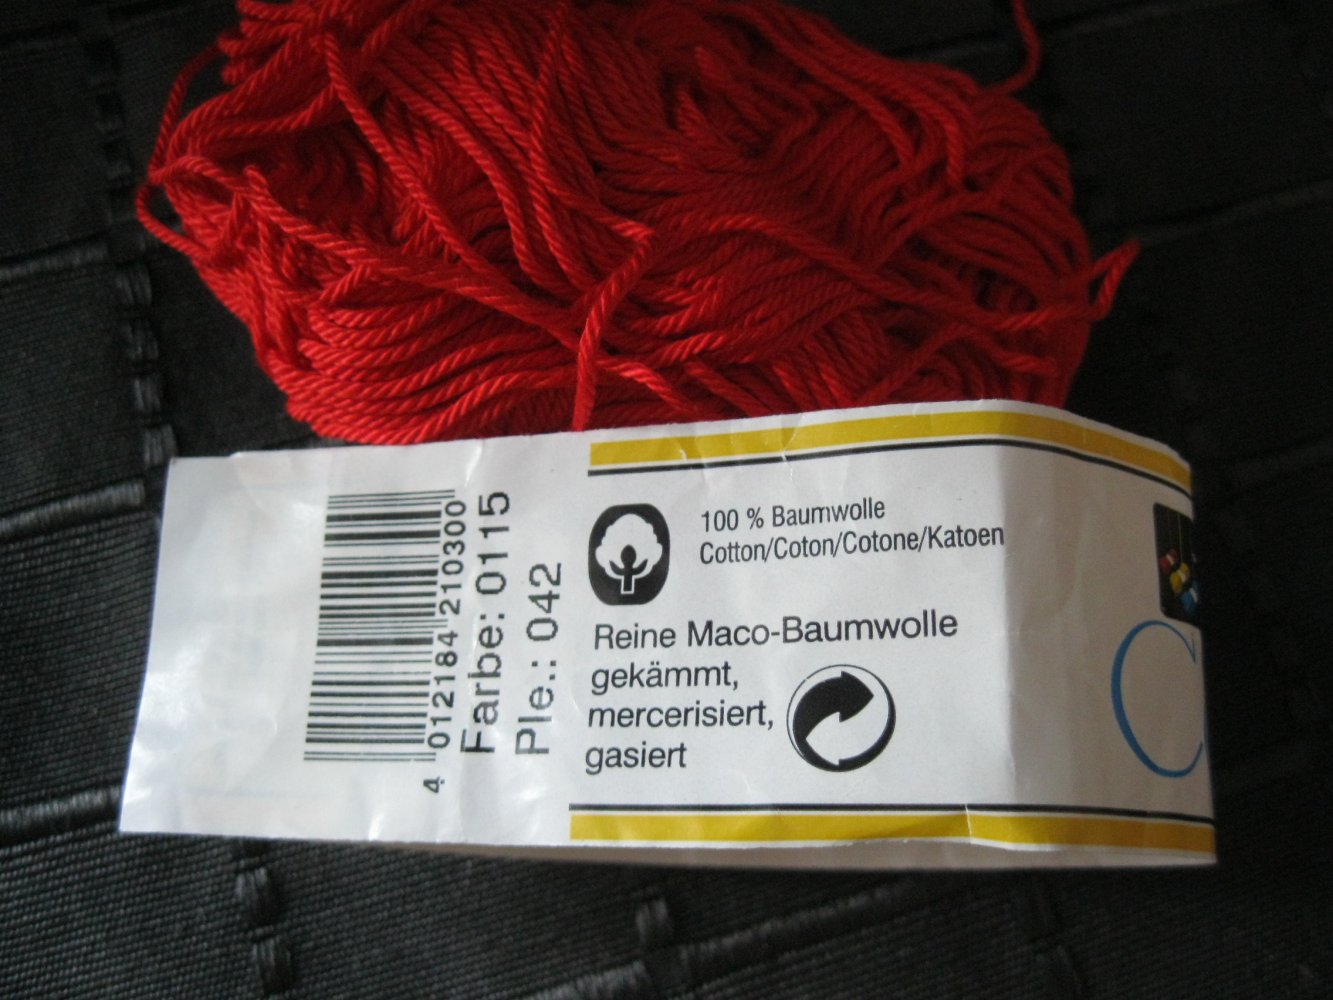 100 % Baumwolle
Cotton/Coton/Cotone/Katoen
Reine Maco-Baumwolle
gekämmt,
mercerisiert,
gasiert
4 012184 210300
Farbe: 0115
Ple.: 042
C